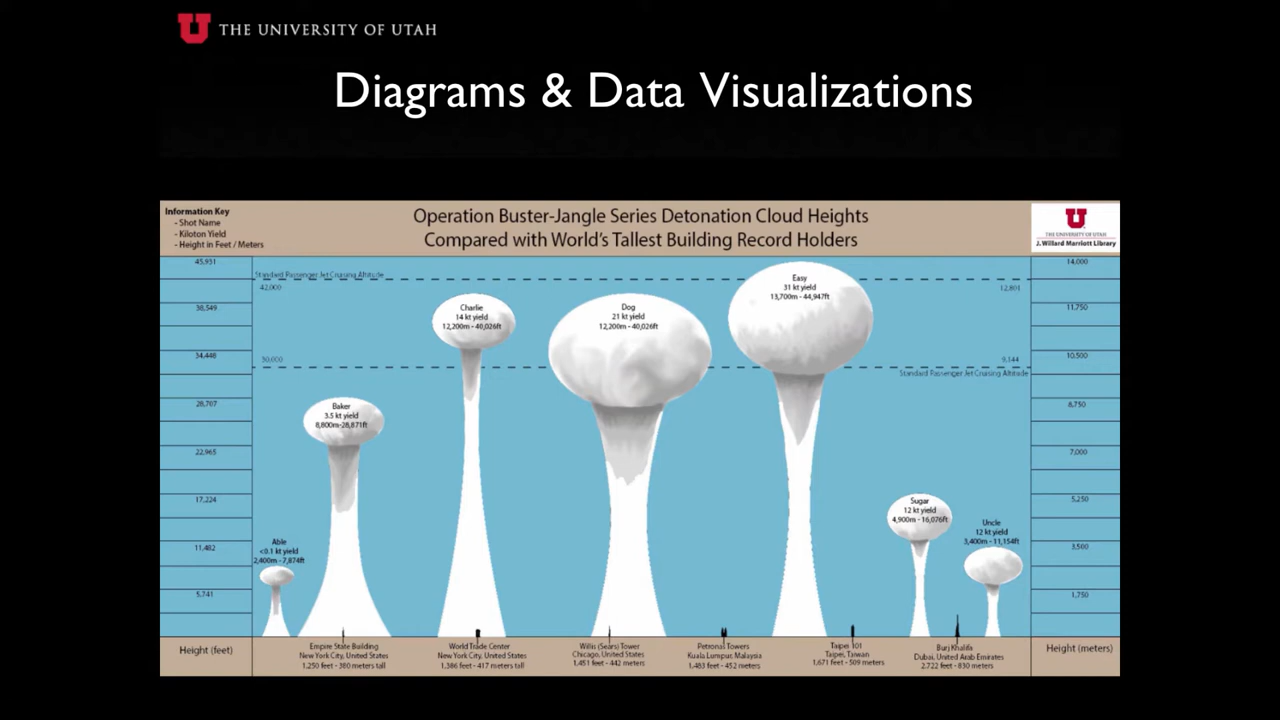 THE UNIVERSITY OF UTAH
Diagrams & Data Visualizations
Information Key
- Shot Name
- Kiloton Yield
- Height in Feet / Meters
Operation Buster-Jangle Series Detonation Cloud Heights
Compared with World's Tallest Building Record Holders
THE UNIVERSITY OF UTAH
J. Willard Marriott Library
45,931
38,549
34,448
28,707
22,965
17,224
11,482
5,741
Height (feet)
Standard Passenger Jet Cruising Altitude
42,000
30,000
Able
<0.1 kt yield
2,400m - 7,874ft
Baker
3.5 kt yield
8,800m-28,871ft
Charlie
14 kt yield
12,200m - 40,026ft
Dog
21 kt yield
12,200m - 40,026ft
Easy
31 kt yield
13,700m - 44,947ft
Sugar
12 kt yield
4,900m - 16,076ft
Uncle
12 kt yield
3,400m - 11,154ft
12,801
9,144
Standard Passenger Jet Cruising Altitude
14,000
11,750
10,500
8,750
7,000
5,250
3,500
1,750
Height (meters)
Empire State Building
New York City, United States
1,250 feet - 380 meters tall
World Trade Center
New York City, United States
1,386 feet - 417 meters tall
Willis (Sears) Tower
Chicago, United States
1,451 feet - 442 meters
Petronas Towers
Kuala Lumpur, Malaysia
1,483 feet - 452 meters
Taipei 101
Taipei, Taiwan
1,671 feet - 509 meters
Burj Khalifa
Dubai, United Arab Emirates
2,722 feet - 830 meters